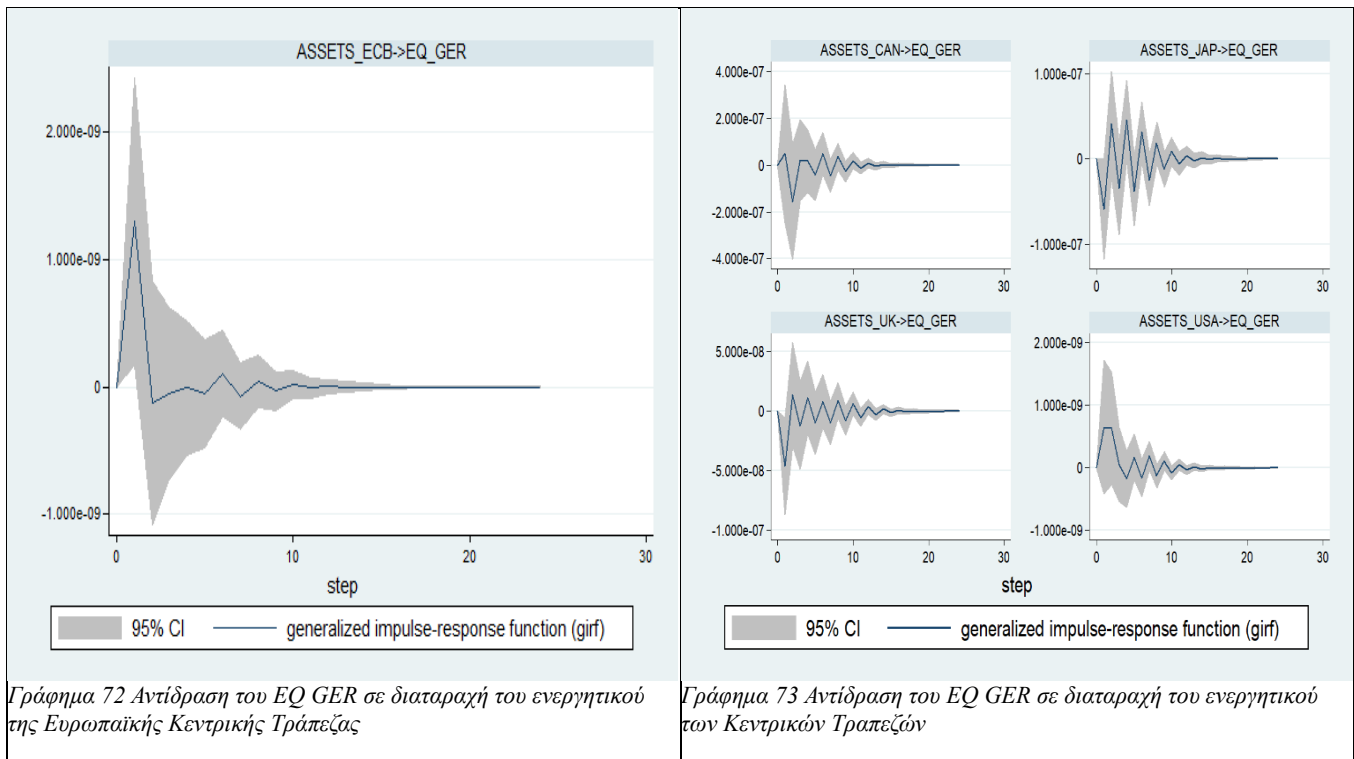 ASSETS_ECB->EQ_GER
2.000e-09
1.000e-09
0
-1.000e-09
0
10
20
30
step
95% CI
generalized impulse-response function (girf)
Γράφημα 72 Αντίδραση του EQ GER σε διαταραχή του ενεργητικού
της Ευρωπαϊκής Κεντρικής Τράπεζας
ASSETS_CAN->EQ_GER
4.000e-07
2.000e-07
0
-2.000e-07
-4.000e-07
0
10
20
30
ASSETS_JAP->EQ_GER
1.000e-07
0
-1.000e-07
0
10
20
30
ASSETS_UK->EQ_GER
5.000e-08
0
-5.000e-08
-1.000e-07
0
10
20
30
ASSETS_USA->EQ_GER
2.000e-09
1.000e-09
0
-1.000e-09
0
10
20
30
step
95% CI
generalized impulse-response function (girf)
Γράφημα 73 Αντίδραση του EQ GER σε διαταραχή του ενεργητικού
των Κεντρικών Τραπεζών